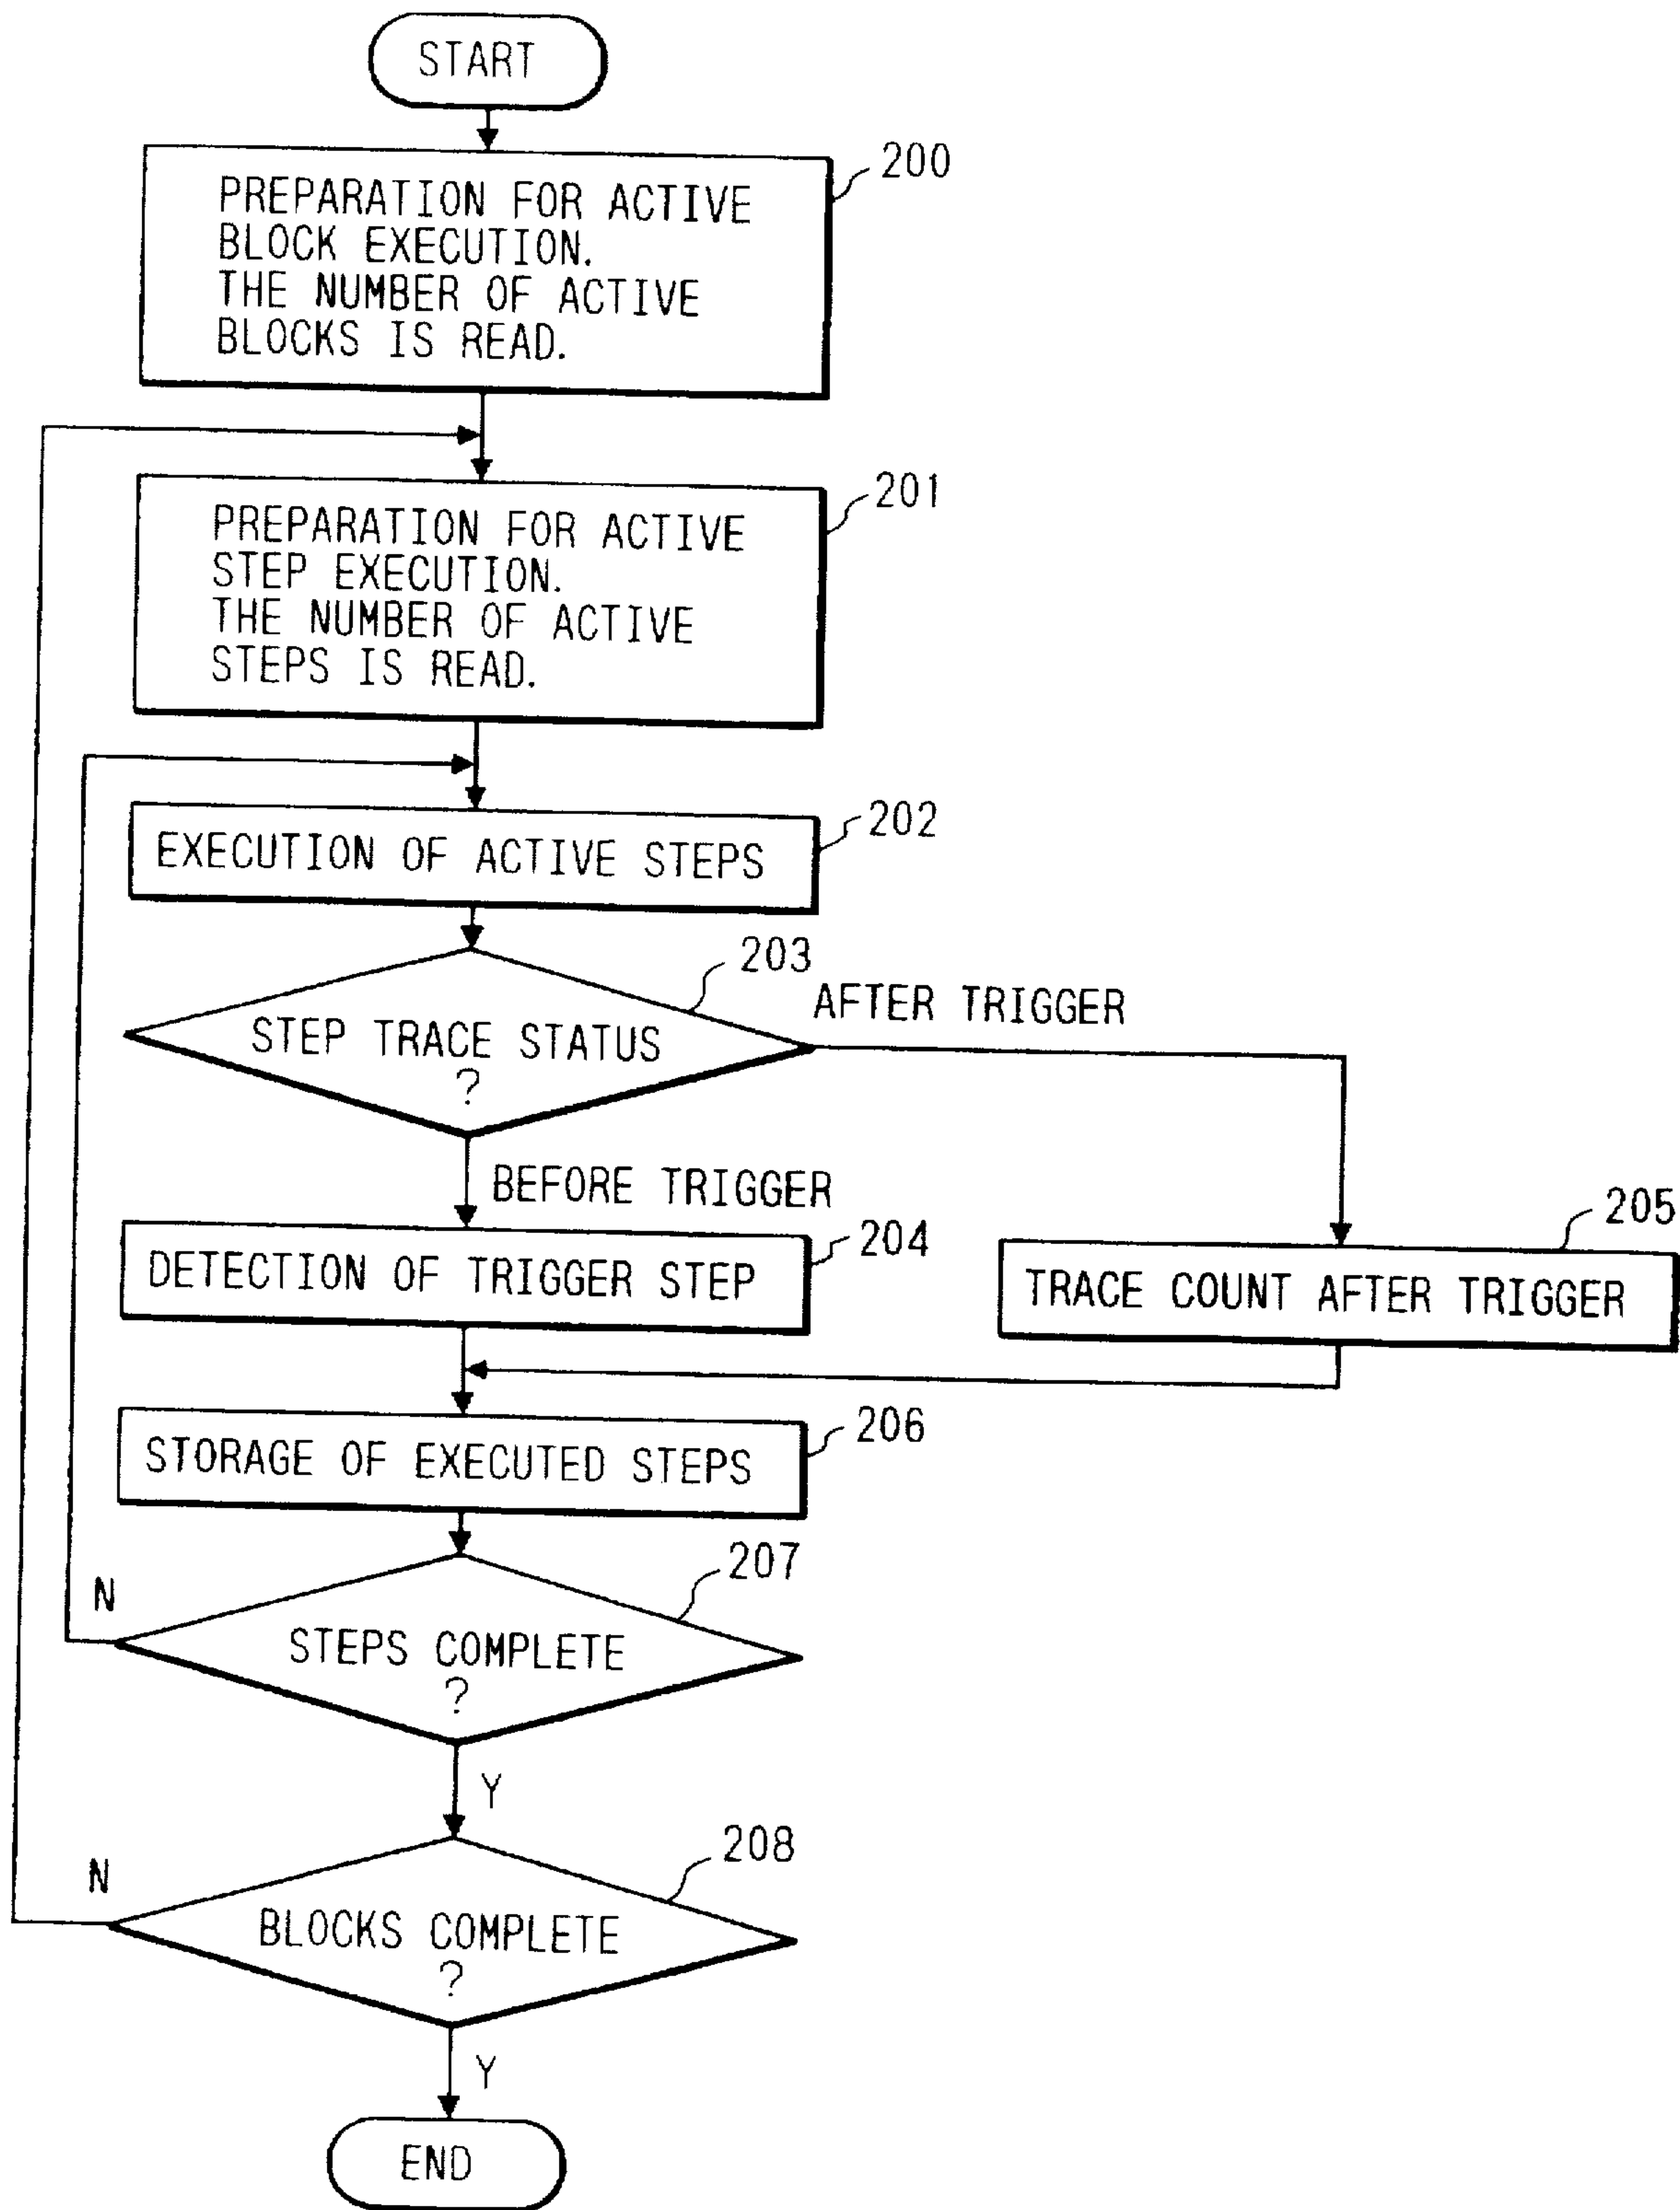 START
200
PREPARATION FOR ACTIVE
BLOCK EXECUTION.
THE NUMBER OF ACTIVE
BLOCKS IS READ.
201
PREPARATION FOR ACTIVE
STEP EXECUTION.
THE NUMBER OF ACTIVE
STEPS IS READ.
202
EXECUTION OF ACTIVE STEPS
203
AFTER TRIGGER
STEP TRACE STATUS
?
BEFORE TRIGGER
204
205
DETECTION OF TRIGGER STEP
TRACE COUNT AFTER TRIGGER
206
STORAGE OF EXECUTED STEPS
207
N
STEPS COMPLETE
?
Y
208
N
BLOCKS COMPLETE
?
Y
END